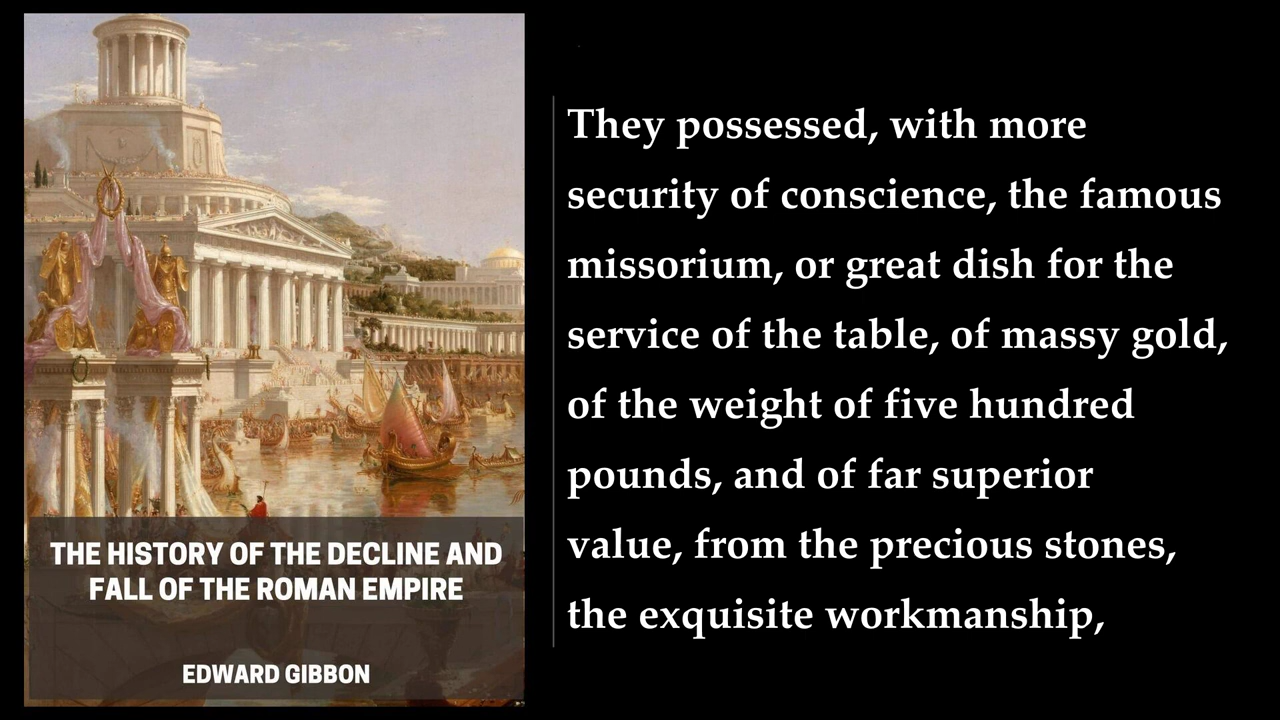 THE HISTORY OF THE DECLINE AND
FALL OF THE ROMAN EMPIRE
EDWARD GIBBON
They possessed, with more
security of conscience, the famous
missorium, or great dish for the
service of the table, of massy gold,
of the weight of five hundred
pounds, and of far superior
value, from the precious stones,
the exquisite workmanship,